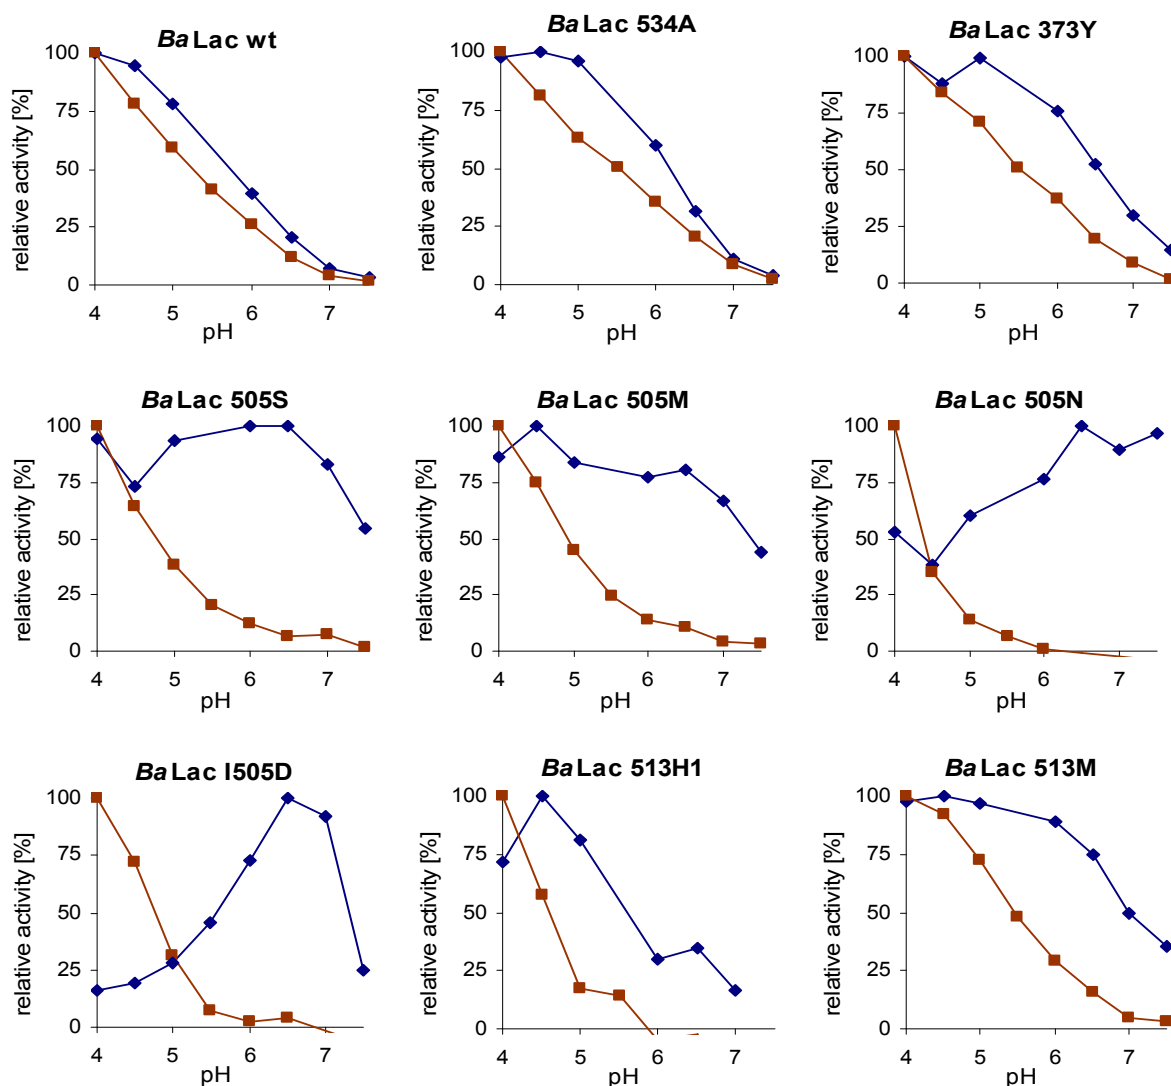 BaLac wt
relative activity [%]
100
75
50
25
0
4 5 6 7
pH
BaLac 534A
relative activity [%]
100
75
50
25
0
4 5 6 7
pH
BaLac 373Y
relative activity [%]
100
75
50
25
0
4 5 6 7
pH
BaLac 505S
relative activity [%]
100
75
50
25
0
4 5 6 7
pH
BaLac 505M
relative activity [%]
100
75
50
25
0
4 5 6 7
pH
BaLac 505N
relative activity [%]
100
75
50
25
0
4 5 6 7
pH
BaLac I505D
relative activity [%]
100
75
50
25
0
4 5 6 7
pH
BaLac 513H1
relative activity [%]
100
75
50
25
0
4 5 6 7
pH
BaLac 513M
relative activity [%]
100
75
50
25
0
4 5 6 7
pH